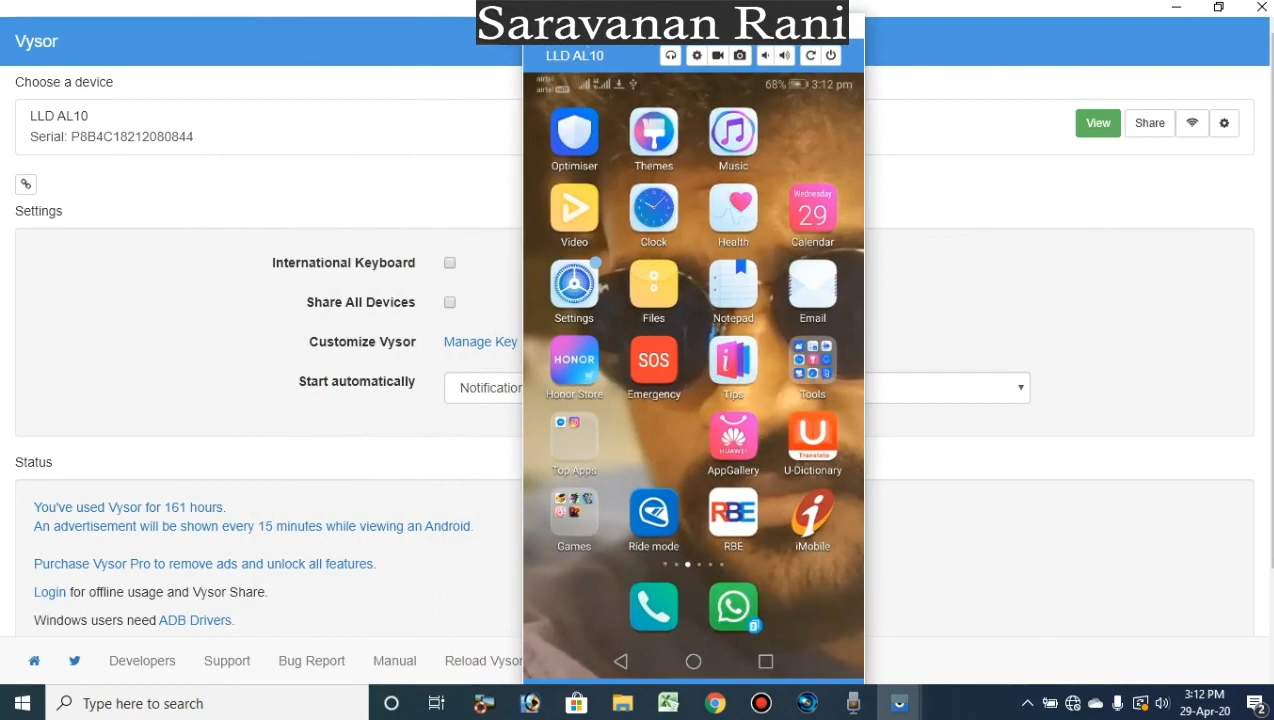 Saravanan Rani
Vysor
LLD AL10
Choose a device
LLD AL10
Serial: P8B4C18212080844
View
Share
airtel
airtel
68%
3:12 pm
Optimiser
Themes
Music
Wednesday
29
Video
Clock
Health
Calendar
Settings
International Keyboard
Share All Devices
Customize Vysor
Manage Key
Start automatically
Notification
Settings
Files
Notepad
Email
HONOR
SOS
i
Honor Store
Emergency
Tips
Tools
HUAWEI
U
Translate
Top Apps
AppGallery
U-Dictionary
RBE
Games
Ride mode
RBE
iMobile
Status
You've used Vysor for 161 hours.
An advertisement will be shown every 15 minutes while viewing an Android.
Purchase Vysor Pro to remove ads and unlock all features.
Login for offline usage and Vysor Share.
Windows users need ADB Drivers.
Developers
Support
Bug Report
Manual
Reload Vysor
Type here to search
3:12 PM
29-Apr-20
2